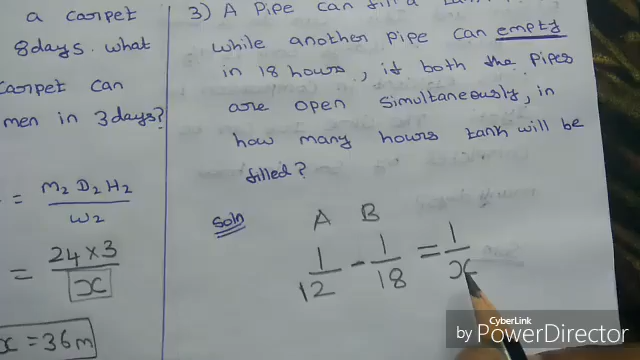 a carpet
8days. what
carpet can
men in 3days?
= M2 D2 H2
W2
= 24 × 3
x
x = 36m
3) A Pipe can fill a
while another pipe can empty
in 18 hours, if both the pipes
are open simultaneously, in
how many hours tank will be
filled?
Soln
A B
1/12 - 1/18 = 1/x
CyberLink
by PowerDirector